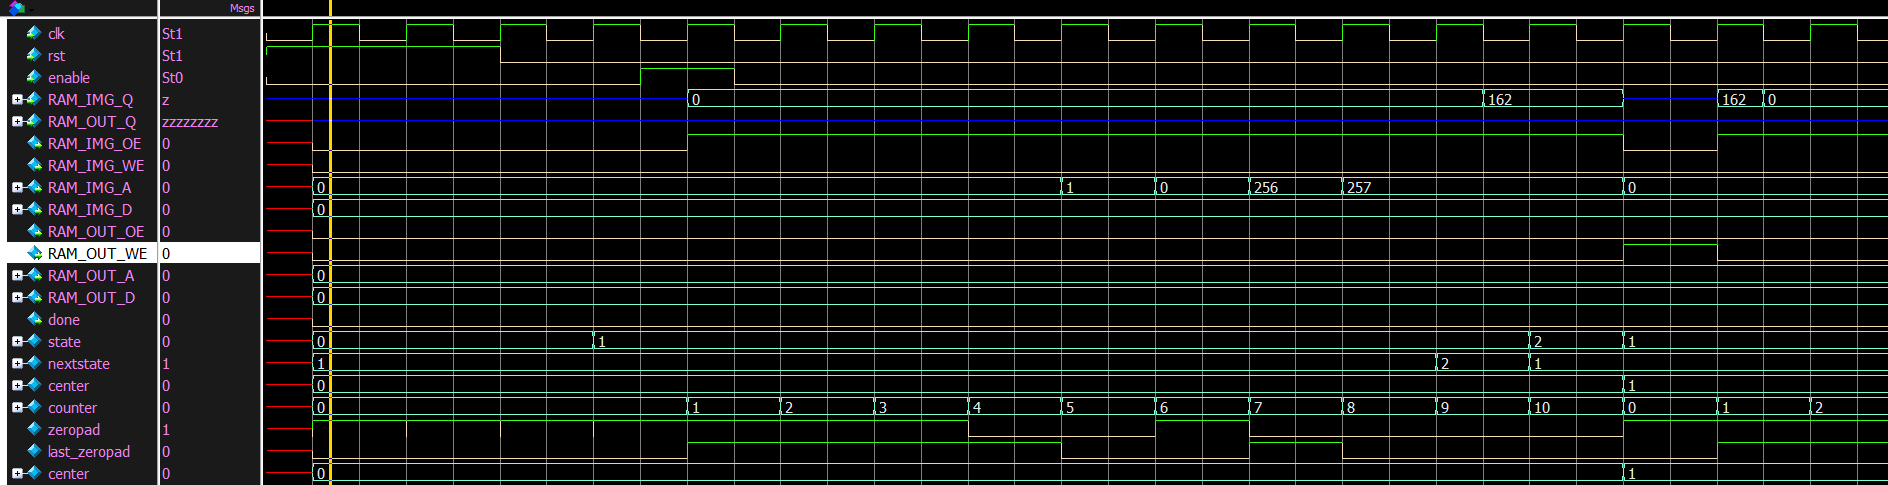 Msgs
clk St1
rst St1
enable St0
RAM_IMG_Q z 0 162 162 0
RAM_OUT_Q zzzzzzzz
RAM_IMG_OE 0
RAM_IMG_WE 0
RAM_IMG_A 0 0 1 0 256 257 0
RAM_IMG_D 0 0
RAM_OUT_OE 0
RAM_OUT_WE 0
RAM_OUT_A 0 0
RAM_OUT_D 0 0
done 0
state 0 0 1 2 1
nextstate 1 1 2 1
center 0 0 1
counter 0 0 1 2 3 4 5 6 7 8 9 10 0 1 2
zeropad 1
last_zeropad 0
center 0 0 1